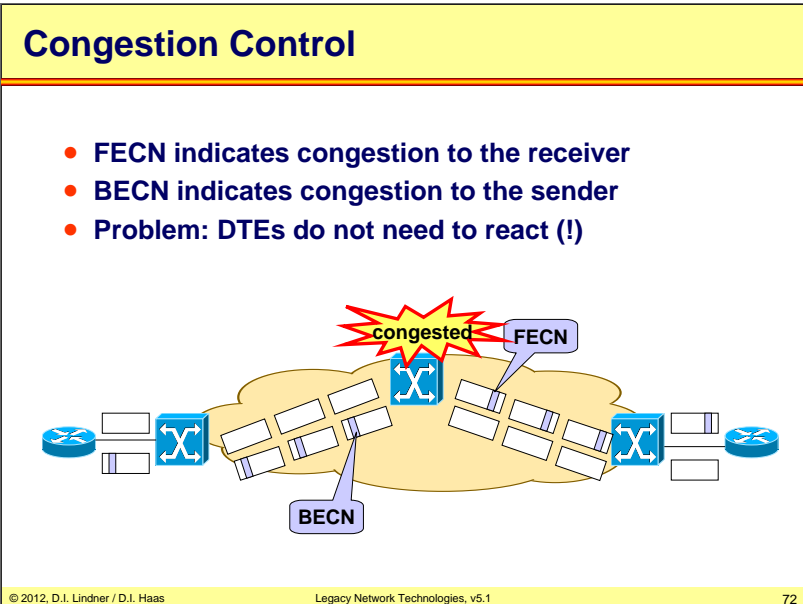 Congestion Control
• FECN indicates congestion to the receiver
• BECN indicates congestion to the sender
• Problem: DTEs do not need to react (!)
congested
FECN
BECN
© 2012, D.I. Lindner / D.I. Haas
Legacy Network Technologies, v5.1
72